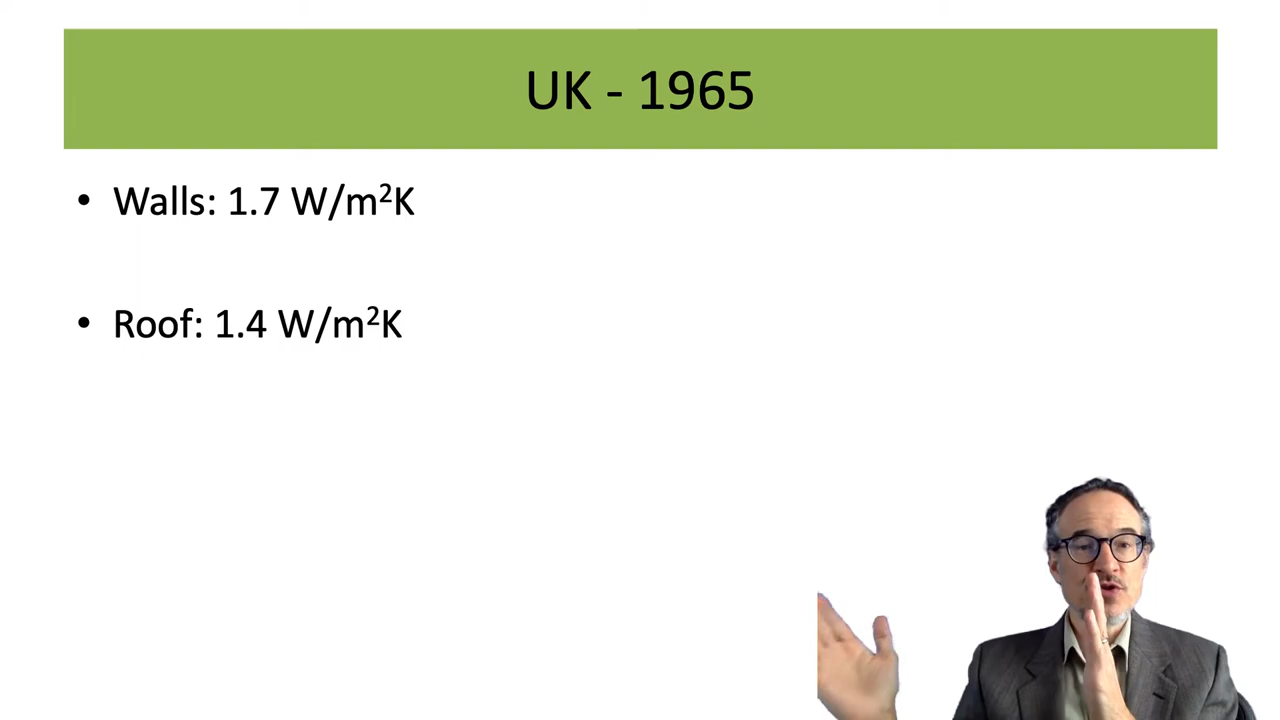 UK - 1965
• Walls: 1.7 W/m²K
• Roof: 1.4 W/m²K